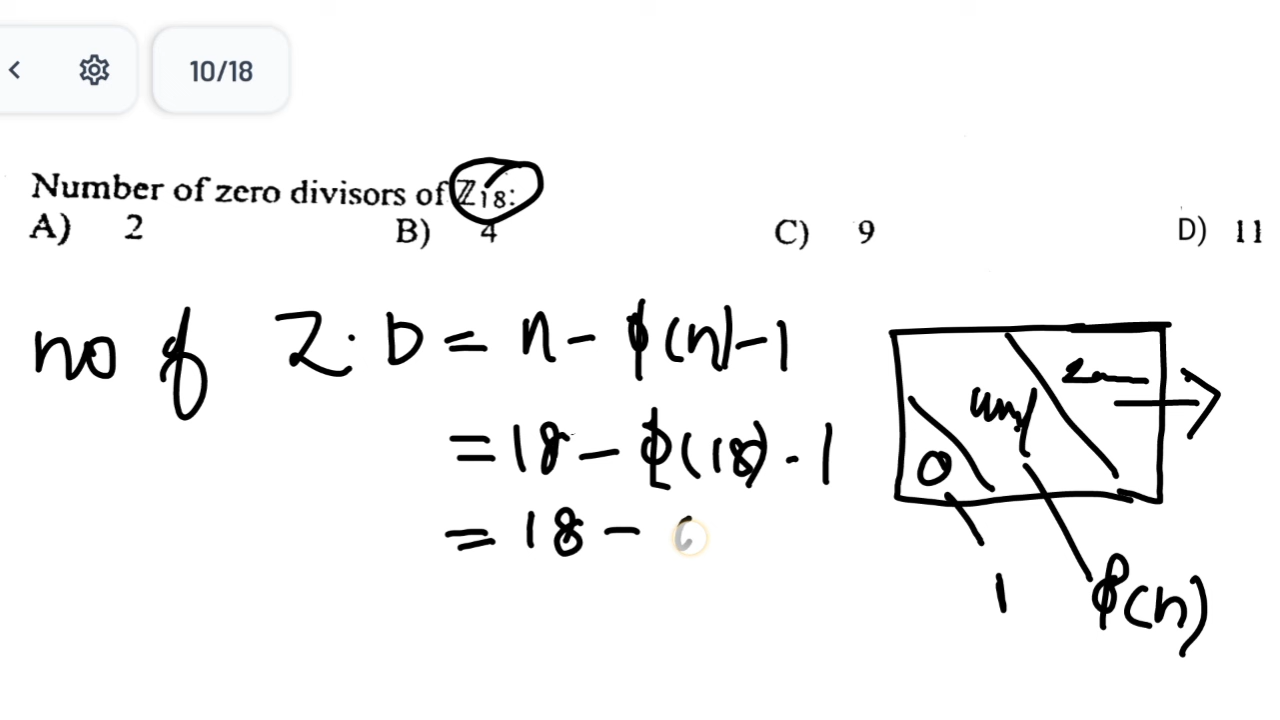 10/18
Number of zero divisors of ℤ₁₈:
A) 2 B) 4 C) 9 D) 11
no of Z.D = n - ϕ(n) - 1
= 18 - ϕ(18) - 1
= 18 -
0
1
ϕ(n)